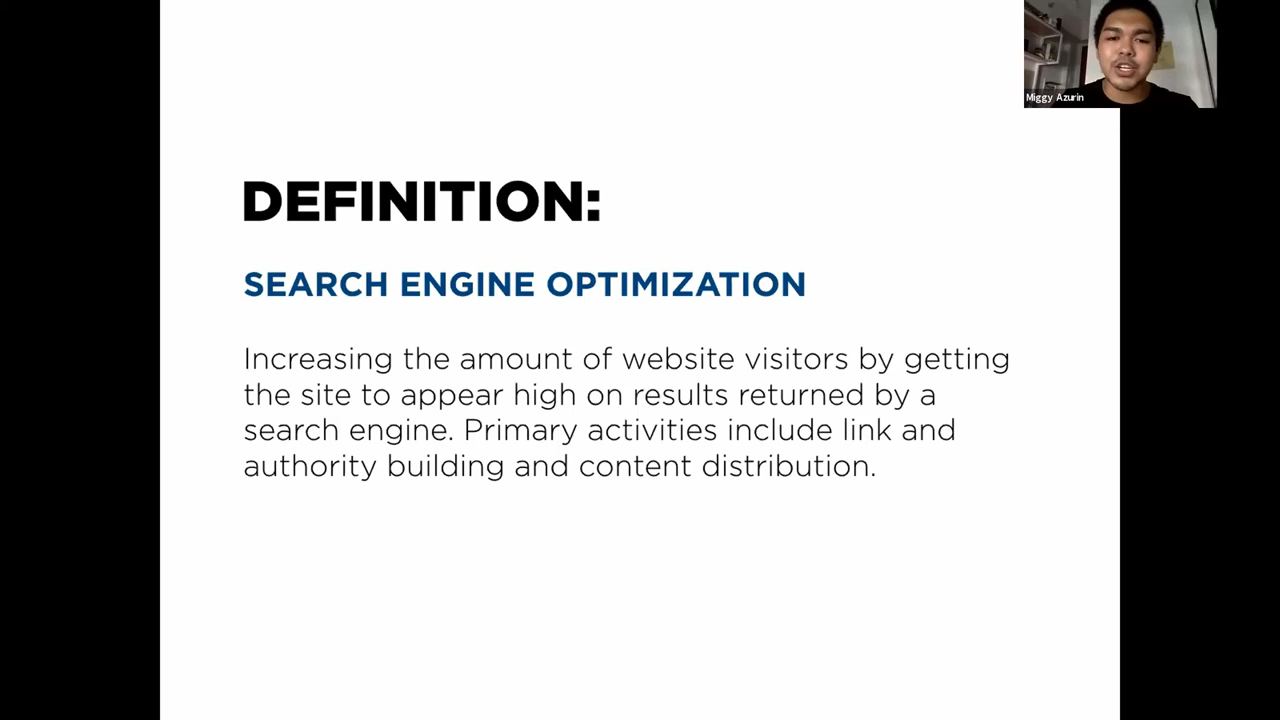 Miggy Azurin
DEFINITION:
SEARCH ENGINE OPTIMIZATION
Increasing the amount of website visitors by getting
the site to appear high on results returned by a
search engine. Primary activities include link and
authority building and content distribution.